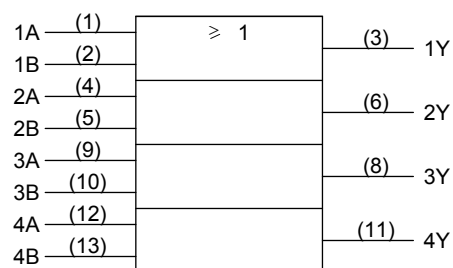 1A (1) ≥ 1 (3) 1Y
1B (2)
2A (4) (6) 2Y
2B (5)
3A (9) (8) 3Y
3B (10)
4A (12) (11) 4Y
4B (13)